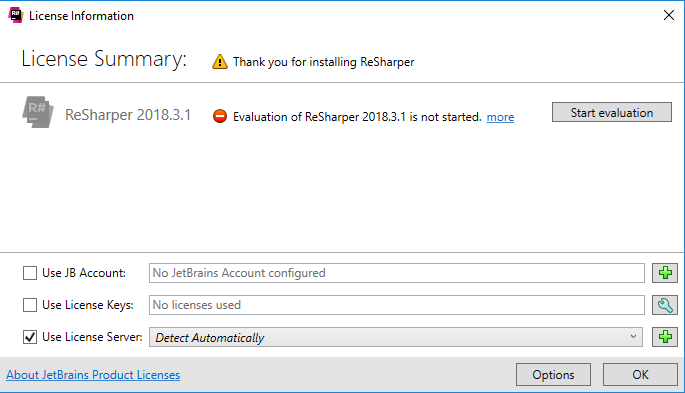 R#
License Information
License Summary:
Thank you for installing ReSharper
R#
ReSharper 2018.3.1
Evaluation of ReSharper 2018.3.1 is not started. more
Start evaluation
Use JB Account:
No JetBrains Account configured
Use License Keys:
No licenses used
Use License Server:
Detect Automatically
About JetBrains Product Licenses
Options
OK